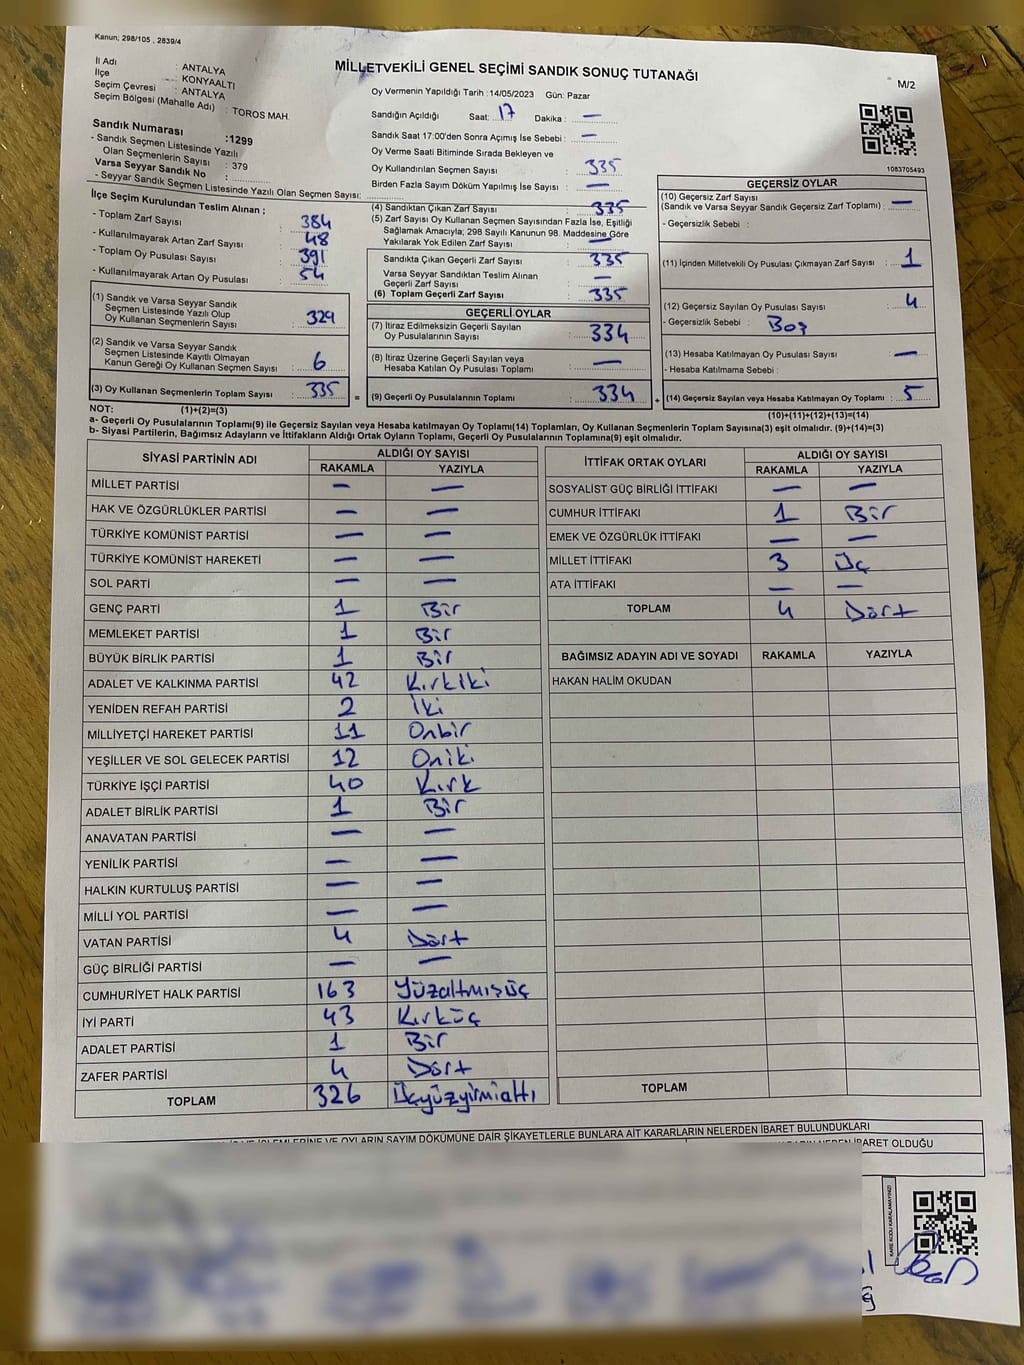 Kanun; 298/105 , 2839/4
MİLLETVEKİLİ GENEL SEÇİMİ SANDIK SONUÇ TUTANAĞI
M/2
İl Adı : ANTALYA
İlçe : KONYAALTI
Seçim Çevresi : ANTALYA
Seçim Bölgesi (Mahalle Adı) : TOROS MAH.
Sandık Numarası :1299
- Sandık Seçmen Listesinde Yazılı
Olan Seçmenlerin Sayısı : 379
Varsa Seyyar Sandık No :
- Seyyar Sandık Seçmen Listesinde Yazılı Olan Seçmen Sayısı:
İlçe Seçim Kurulundan Teslim Alınan ;
- Toplam Zarf Sayısı : 384
- Kullanılmayarak Artan Zarf Sayısı : 48
- Toplam Oy Pusulası Sayısı : 391
- Kullanılmayarak Artan Oy Pusulası : 54
Oy Vermenin Yapıldığı Tarih :14/05/2023 Gün: Pazar
Sandığın Açıldığı Saat: 17 Dakika : —
Sandık Saat 17:00'den Sonra Açımış İse Sebebi : —
Oy Verme Saati Bitiminde Sırada Bekleyen ve
Oy Kullandırılan Seçmen Sayısı : 335
Birden Fazla Sayım Döküm Yapılmış İse Sayısı : —
(4) Sandıktan Çıkan Zarf Sayısı : 335
(5) Zarf Sayısı Oy Kullanan Seçmen Sayısından Fazla İse, Eşitliği
Sağlamak Amacıyla; 298 Sayılı Kanunun 98. Maddesine Göre
Yakılarak Yok Edilen Zarf Sayısı : —
Sandıkta Çıkan Geçerli Zarf Sayısı : 335
Varsa Seyyar Sandıktan Teslim Alınan
Geçerli Zarf Sayısı : —
(6) Toplam Geçerli Zarf Sayısı : 335
1083705493
GEÇERSİZ OYLAR
(10) Geçersiz Zarf Sayısı
(Sandık ve Varsa Seyyar Sandık Geçersiz Zarf Toplamı) : —
- Geçersizlik Sebebi :
(11) İçinden Milletvekili Oy Pusulası Çıkmayan Zarf Sayısı : 1
(12) Geçersiz Sayılan Oy Pusulası Sayısı : 4
- Geçersizlik Sebebi : Boş
(13) Hesaba Katılmayan Oy Pusulası Sayısı : —
- Hesaba Katılmama Sebebi :
(14) Geçersiz Sayılan veya Hesaba Katılmayan Oy Toplamı : 5
(1) Sandık ve Varsa Seyyar Sandık
Seçmen Listesinde Yazılı Olup
Oy Kullanan Seçmenlerin Sayısı : 329
(2) Sandık ve Varsa Seyyar Sandık
Seçmen Listesinde Kayıtlı Olmayan
Kanun Gereği Oy Kullanan Seçmen Sayısı : 6
(3) Oy Kullanan Seçmenlerin Toplam Sayısı : 335 =
GEÇERLİ OYLAR
(7) İtiraz Edilmeksizin Geçerli Sayılan
Oy Pusulalarının Sayısı : 334
(8) İtiraz Üzerine Geçerli Sayılan veya
Hesaba Katılan Oy Pusulası Toplamı : —
(9) Geçerli Oy Pusulalarının Toplamı : 334 +
NOT: (1)+(2)=(3)
(10)+(11)+(12)+(13)=(14)
a- Geçerli Oy Pusulalarının Toplamı(9) ile Geçersiz Sayılan veya Hesaba katılmayan Oy Toplamı(14) Toplamları, Oy Kullanan Seçmenlerin Toplam Sayısına(3) eşit olmalıdır. (9)+(14)=(3)
b- Siyasi Partilerin, Bağımsız Adayların ve İttifakların Aldığı Ortak Oyların Toplamı, Geçerli Oy Pusulalarının Toplamına(9) eşit olmalıdır.
SİYASİ PARTİNİN ADI ALDIĞI OY SAYISI
RAKAMLA YAZIYLA
MİLLET PARTİSİ — —
HAK VE ÖZGÜRLÜKLER PARTİSİ — —
TÜRKİYE KOMÜNİST PARTİSİ — —
TÜRKİYE KOMÜNİST HAREKETİ — —
SOL PARTİ — —
GENÇ PARTİ 1 Bir
MEMLEKET PARTİSİ 1 Bir
BÜYÜK BİRLİK PARTİSİ 1 Bir
ADALET VE KALKINMA PARTİSİ 42 Kırkiki
YENİDEN REFAH PARTİSİ 2 İki
MİLLİYETÇİ HAREKET PARTİSİ 11 Onbir
YEŞİLLER VE SOL GELECEK PARTİSİ 12 Oniki
TÜRKİYE İŞÇİ PARTİSİ 40 Kırk
ADALET BİRLİK PARTİSİ 1 Bir
ANAVATAN PARTİSİ — —
YENİLİK PARTİSİ — —
HALKIN KURTULUŞ PARTİSİ — —
MİLLİ YOL PARTİSİ — —
VATAN PARTİSİ 4 Dört
GÜÇ BİRLİĞİ PARTİSİ — —
CUMHURİYET HALK PARTİSİ 163 Yüzaltmışüç
İYİ PARTİ 43 Kırküç
ADALET PARTİSİ 1 Bir
ZAFER PARTİSİ 4 Dört
TOPLAM 326 Üçyüzyirmialtı
İTTİFAK ORTAK OYLARI ALDIĞI OY SAYISI
RAKAMLA YAZIYLA
SOSYALİST GÜÇ BİRLİĞİ İTTİFAKI — —
CUMHUR İTTİFAKI 1 Bir
EMEK VE ÖZGÜRLÜK İTTİFAKI — —
MİLLET İTTİFAKI 3 Üç
ATA İTTİFAKI — —
TOPLAM 4 Dört
BAĞIMSIZ ADAYIN ADI VE SOYADI RAKAMLA YAZIYLA
HAKAN HALİM OKUDAN
TOPLAM
İŞLEMLERİNE VE OYLARIN SAYIM DÖKÜMÜNE DAİR ŞİKAYETLERLE BUNLARA AİT KARARLARIN NELERDEN İBARET BULUNDUKLARI
NEDEN İBARET OLDUĞU
KARE KODU KARALAMAYINIZ!